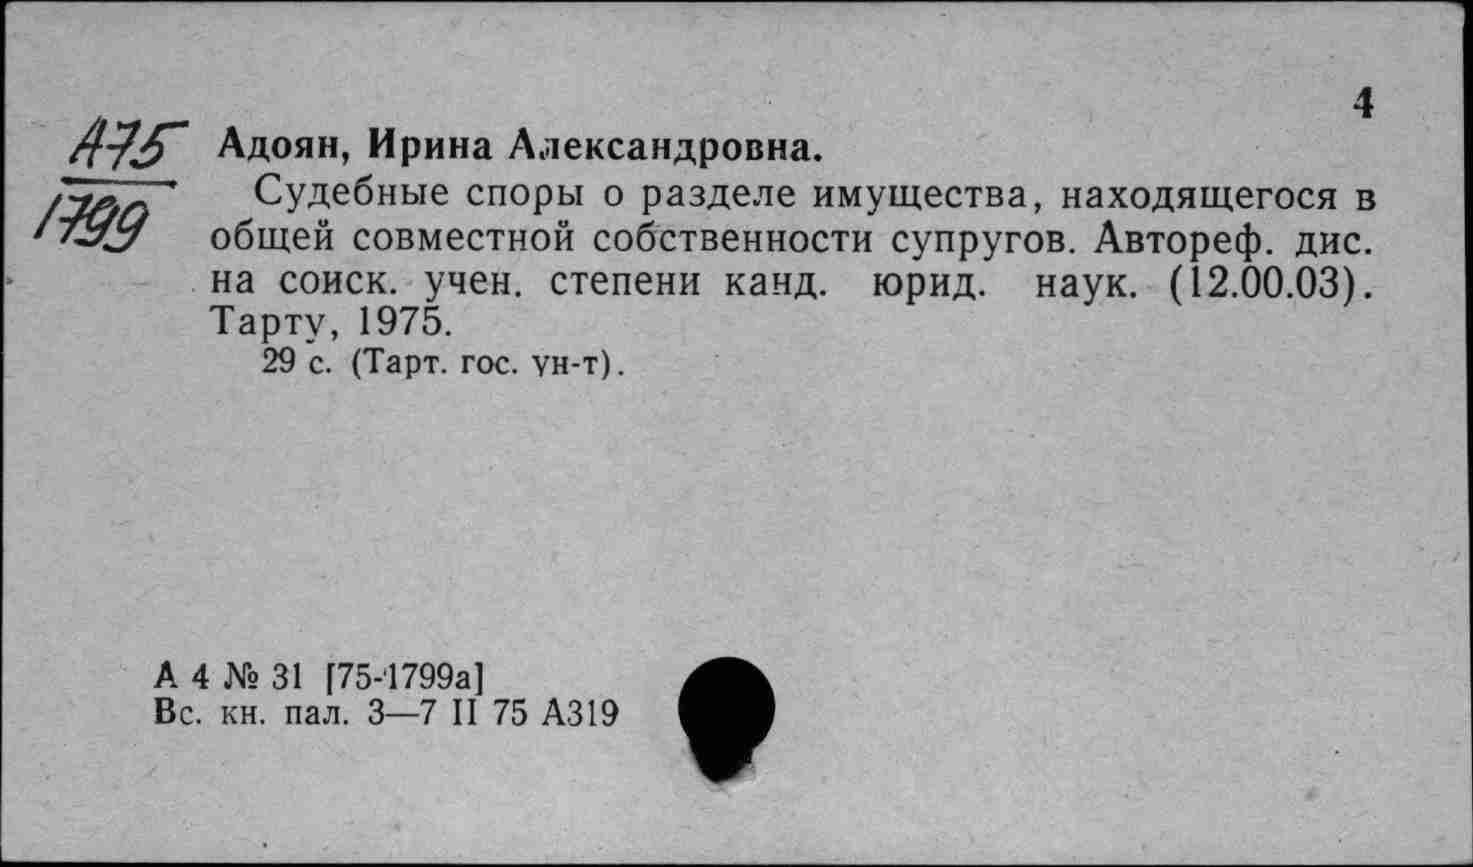 4
А75
1799
Адоян, Ирина Александровна.
Судебные споры о разделе имущества, находящегося в
общей совместной собственности супругов. Автореф. дис.
на соиск. учен. степени канд. юрид. наук. (12.00.03).
Тарту, 1975.
29 с. (Тарт. гос. ун-т).
А 4 № 31 [75-1799а]
Вс. кн. пал. 3—7 II 75 А319